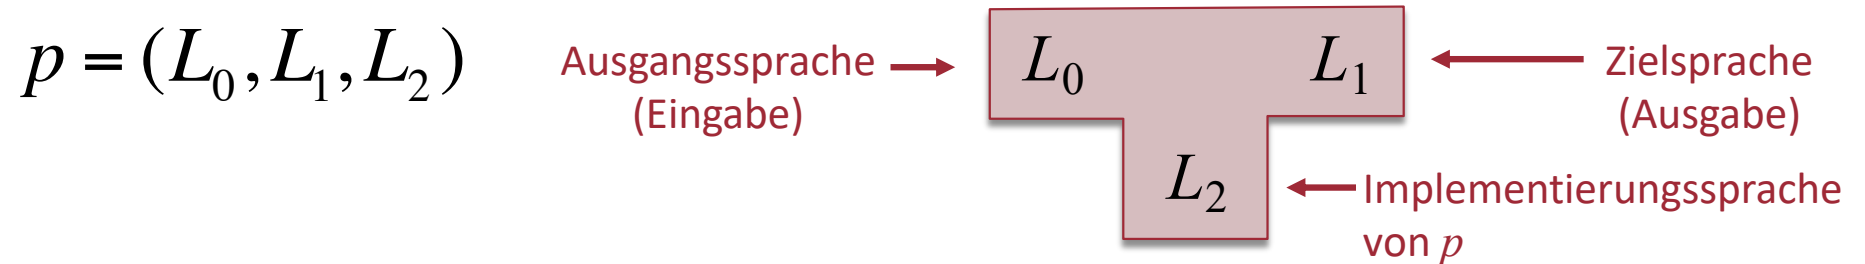 p = (L₀, L₁, L₂)
Ausgangssprache
(Eingabe)
L₀
L₁
Zielsprache
(Ausgabe)
L₂
Implementierungssprache
von p